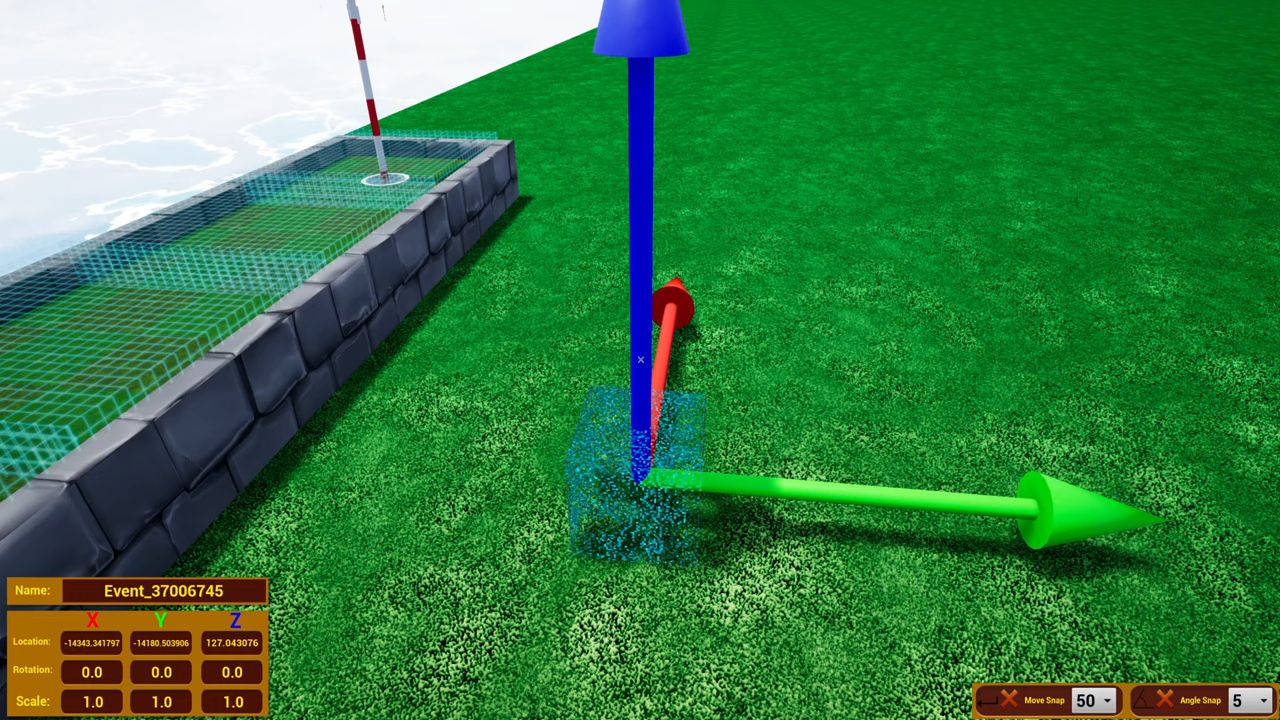 Name: Event_37006745
X Y Z
Location: -14343.341797 -14180.503906 127.043076
Rotation: 0.0 0.0 0.0
Scale: 1.0 1.0 1.0
Move Snap 50 Angle Snap 5